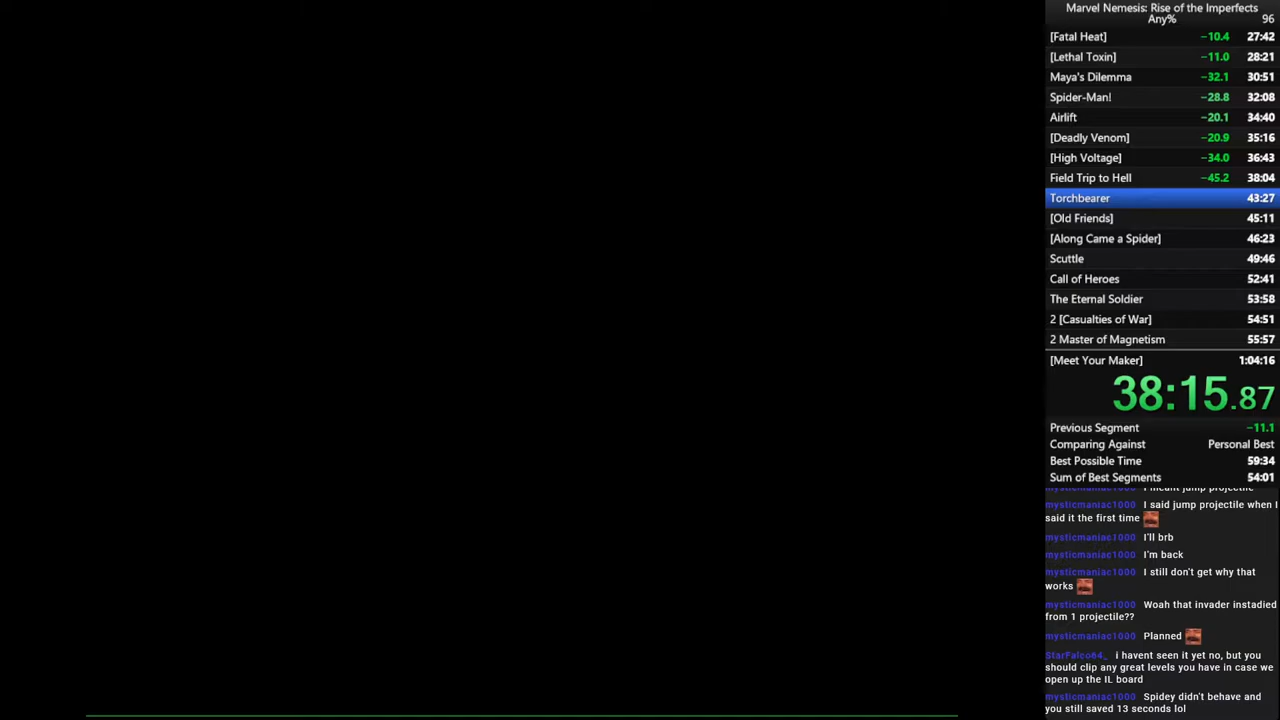 Marvel Nemesis: Rise of the Imperfects
Any% 96
[Fatal Heat] −10.4 27:42
[Lethal Toxin] −11.0 28:21
Maya's Dilemma −32.1 30:51
Spider-Man! −28.8 32:08
Airlift −20.1 34:40
[Deadly Venom] −20.9 35:16
[High Voltage] −34.0 36:43
Field Trip to Hell −45.2 38:04
Torchbearer 43:27
[Old Friends] 45:11
[Along Came a Spider] 46:23
Scuttle 49:46
Call of Heroes 52:41
The Eternal Soldier 53:58
2 [Casualties of War] 54:51
2 Master of Magnetism 55:57
[Meet Your Maker] 1:04:16
38:15.87
Previous Segment −11.1
Comparing Against Personal Best
Best Possible Time 59:34
Sum of Best Segments 54:01
mysticmaniac1000 I meant jump projectile
mysticmaniac1000 I said jump projectile when I
said it the first time
mysticmaniac1000 I'll brb
mysticmaniac1000 I'm back
mysticmaniac1000 I still don't get why that
works
mysticmaniac1000 Woah that invader instadied
from 1 projectile??
mysticmaniac1000 Planned
StarFalco64_ i havent seen it yet no, but you
should clip any great levels you have in case we
open up the IL board
mysticmaniac1000 Spidey didn't behave and
you still saved 13 seconds lol